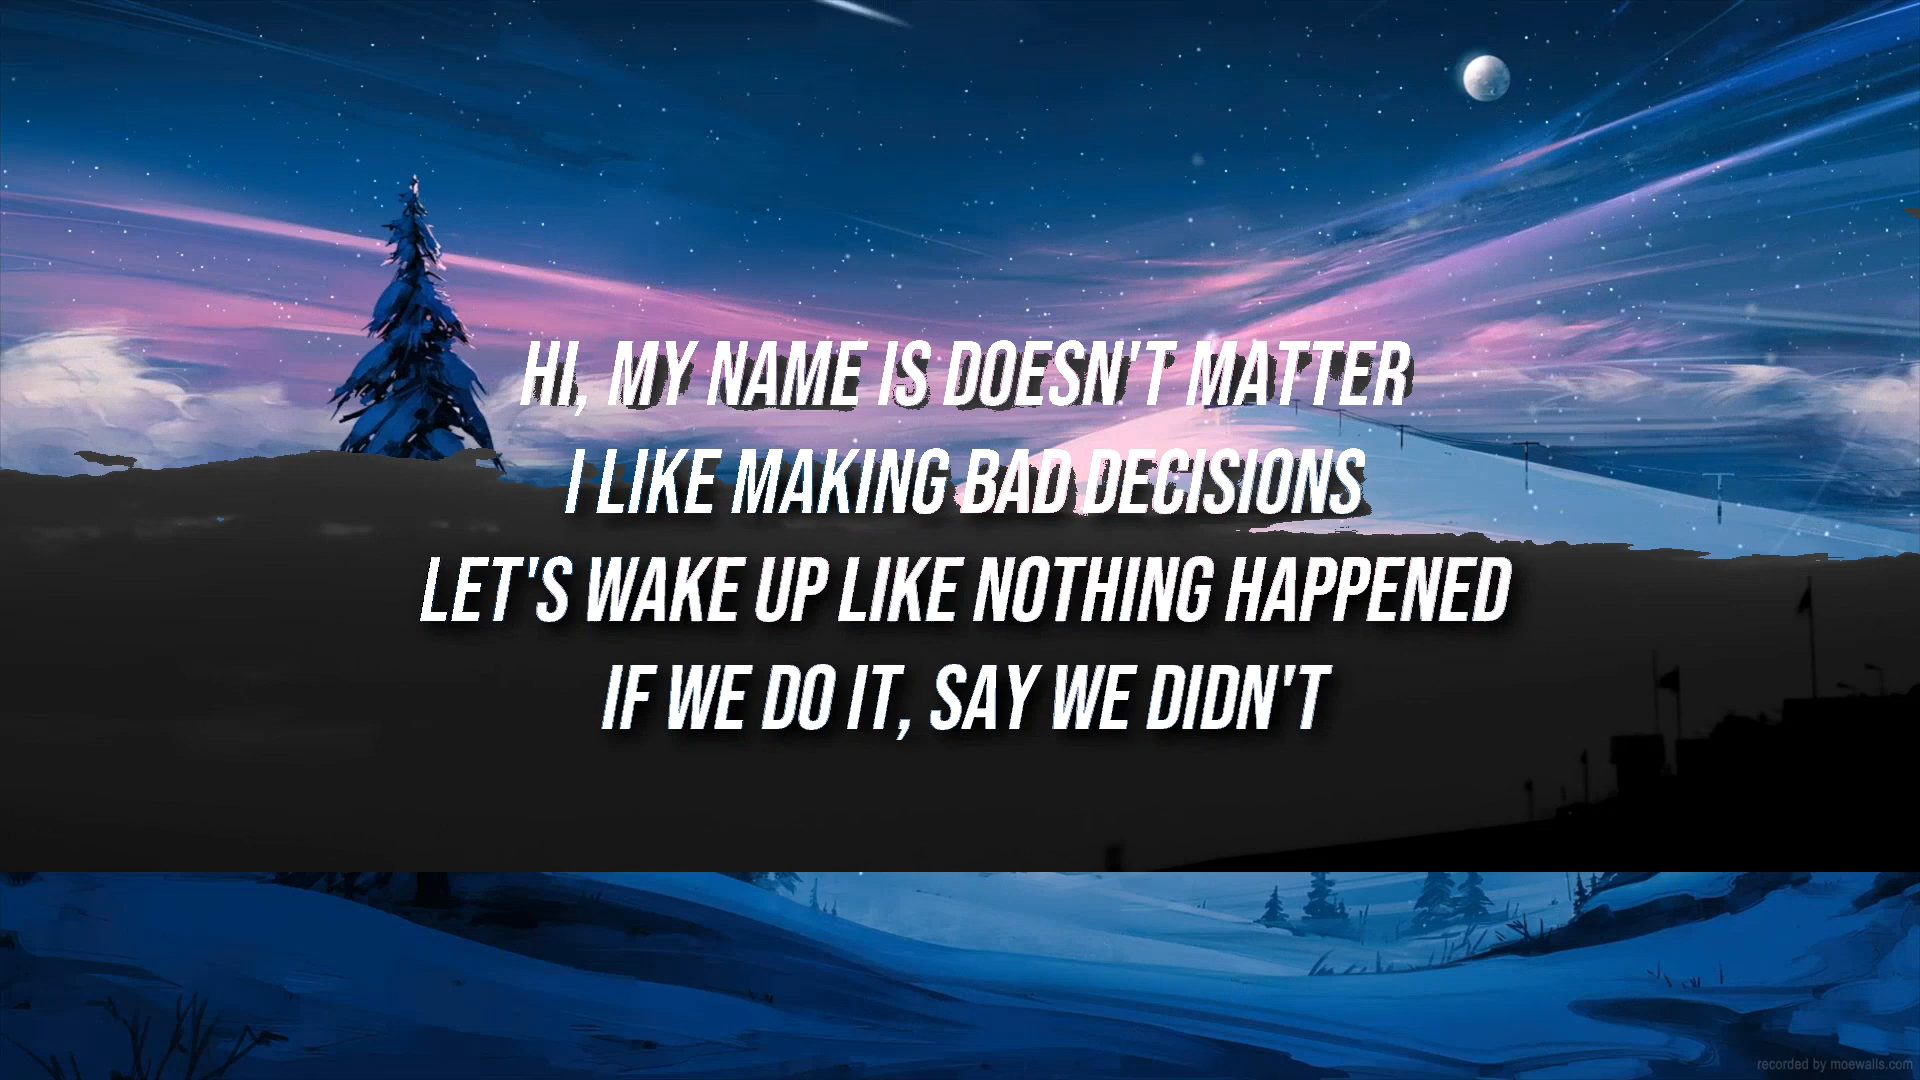 HI, MY NAME IS DOESN'T MATTER
I LIKE MAKING BAD DECISIONS
LET'S WAKE UP LIKE NOTHING HAPPENED
IF WE DO IT, SAY WE DIDN'T
recorded by moewalls.com